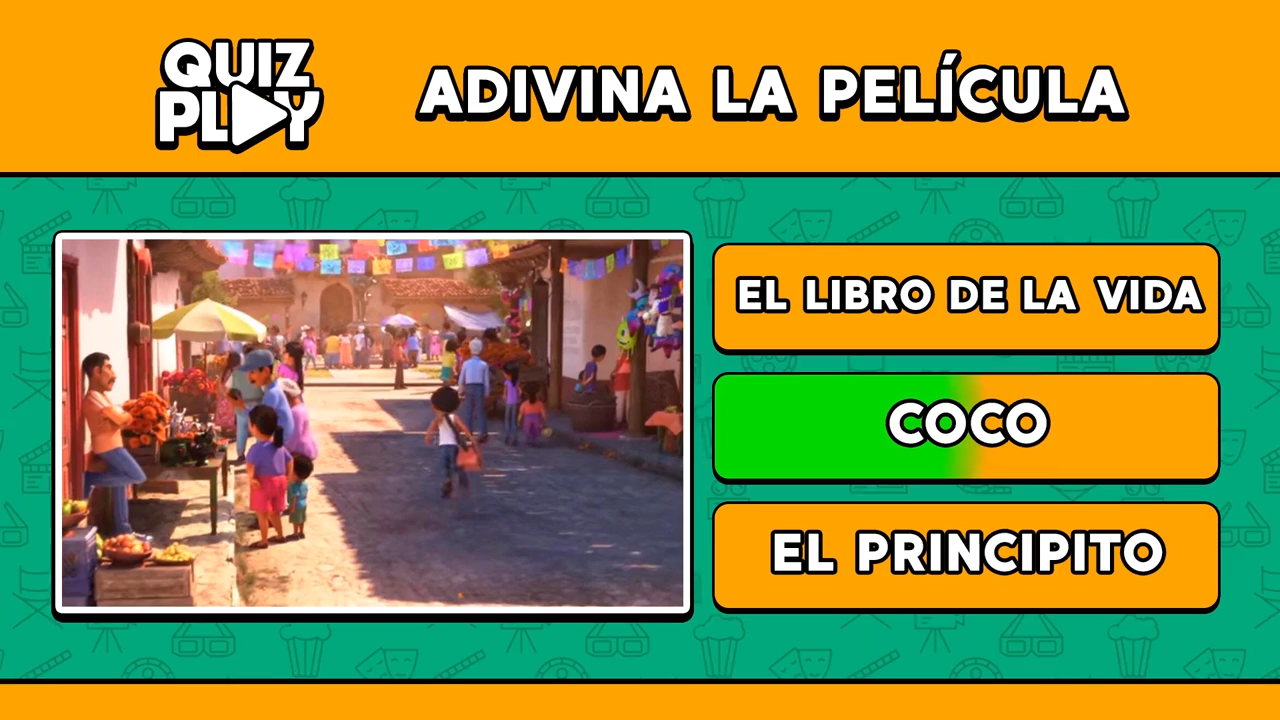 QUIZ
PLAY
ADIVINA LA PELÍCULA
EL LIBRO DE LA VIDA
COCO
EL PRINCIPITO